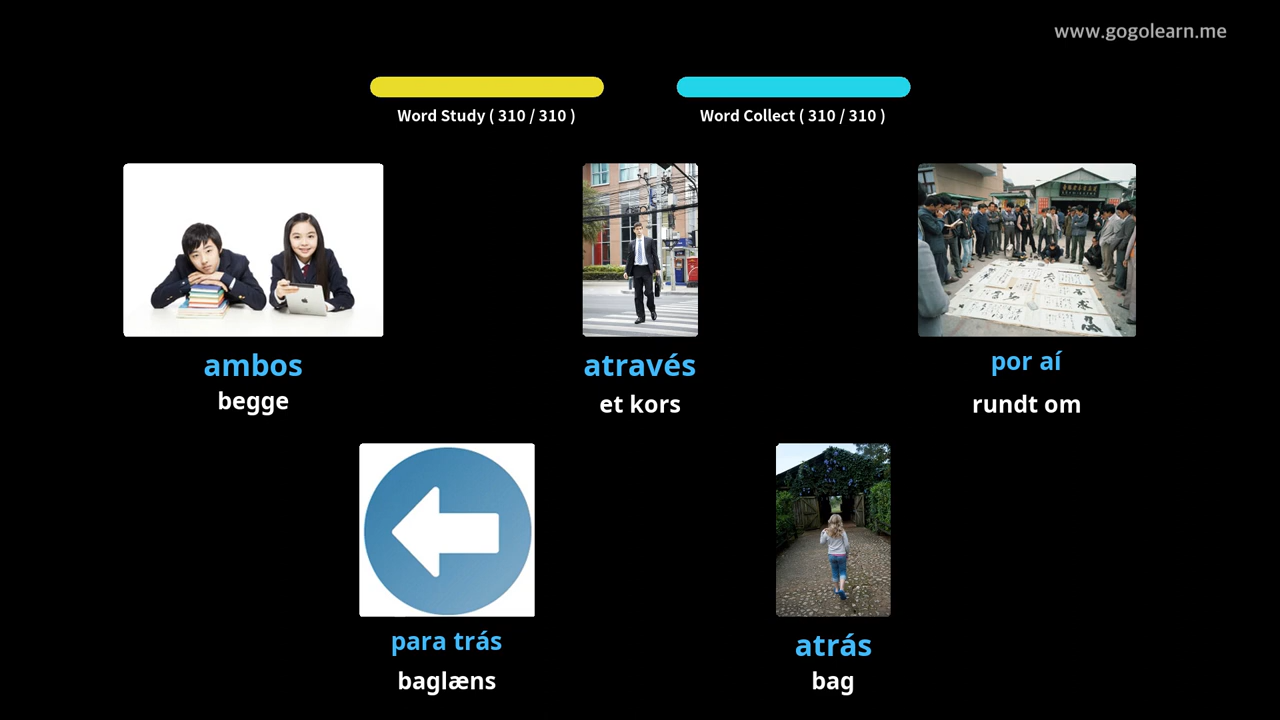 www.gogolearn.me
Word Study ( 310 / 310 )
Word Collect ( 310 / 310 )
ambos
begge
através
et kors
por aí
rundt om
para trás
baglæns
atrás
bag